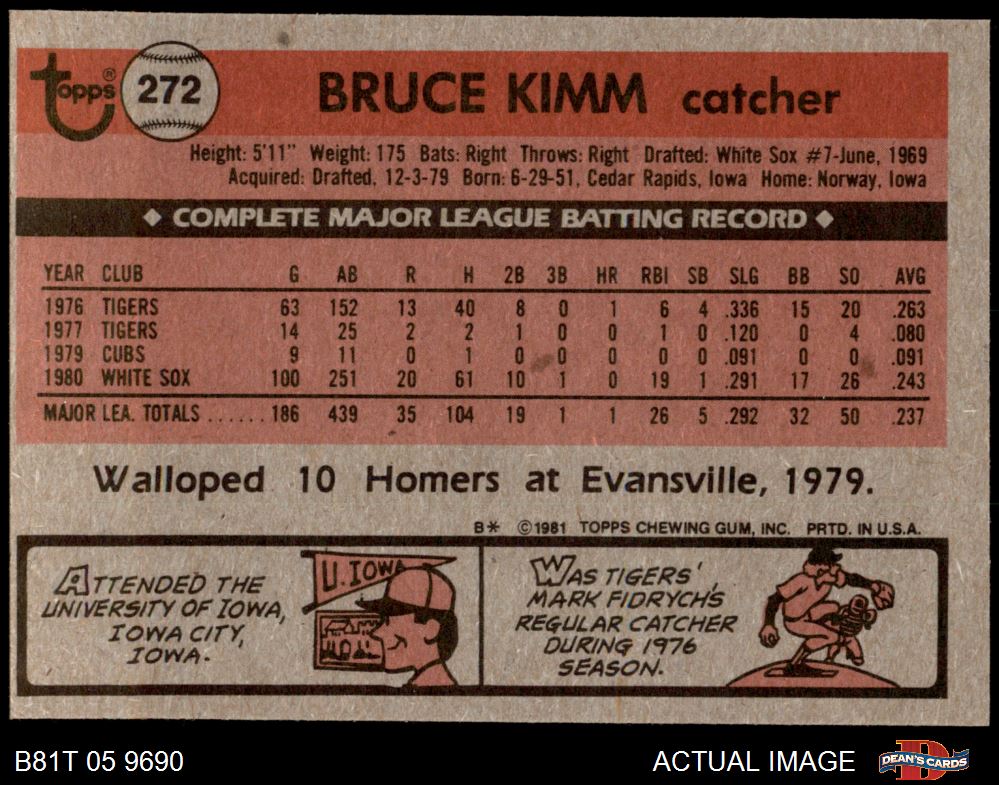 topps® 272 BRUCE KIMM catcher
Height: 5'11" Weight: 175 Bats: Right Throws: Right Drafted: White Sox #7-June, 1969
Acquired: Drafted, 12-3-79 Born: 6-29-51, Cedar Rapids, Iowa Home: Norway, Iowa
◆ COMPLETE MAJOR LEAGUE BATTING RECORD ◆
YEAR CLUB G AB R H 2B 3B HR RBI SB SLG BB SO AVG
1976 TIGERS 63 152 13 40 8 0 1 6 4 .336 15 20 .263
1977 TIGERS 14 25 2 2 1 0 0 1 0 .120 0 4 .080
1979 CUBS 9 11 0 1 0 0 0 0 0 .091 0 0 .091
1980 WHITE SOX 100 251 20 61 10 1 0 19 1 .291 17 26 .243
MAJOR LEA. TOTALS ...... 186 439 35 104 19 1 1 26 5 .292 32 50 .237
Walloped 10 Homers at Evansville, 1979.
B* ©1981 TOPPS CHEWING GUM, INC. PRTD. IN U.S.A.
ATTENDED THE
UNIVERSITY OF IOWA,
IOWA CITY,
IOWA.
U. IOWA
WAS TIGERS'
MARK FIDRYCH'S
REGULAR CATCHER
DURING 1976
SEASON.
B81T 05 9690 ACTUAL IMAGE DEAN'S CARDS